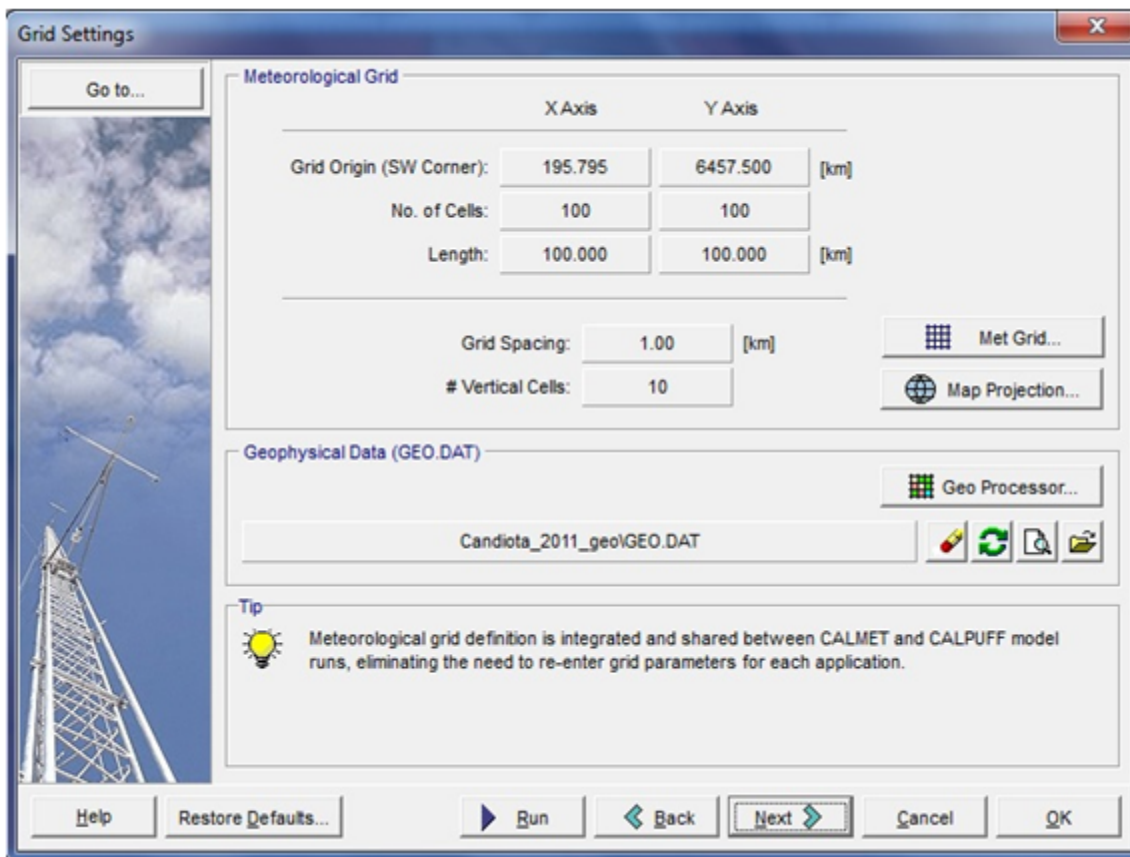 Grid Settings
Go to...
Meteorological Grid
X Axis Y Axis
Grid Origin (SW Corner): 195.795 6457.500 [km]
No. of Cells: 100 100
Length: 100.000 100.000 [km]
Grid Spacing: 1.00 [km]
Met Grid...
# Vertical Cells: 10
Map Projection...
Geophysical Data (GEO.DAT)
Geo Processor...
Candiota_2011_geo\GEO.DAT
Tip
Meteorological grid definition is integrated and shared between CALMET and CALPUFF model
runs, eliminating the need to re-enter grid parameters for each application.
Help Restore Defaults... Run Back Next Cancel OK